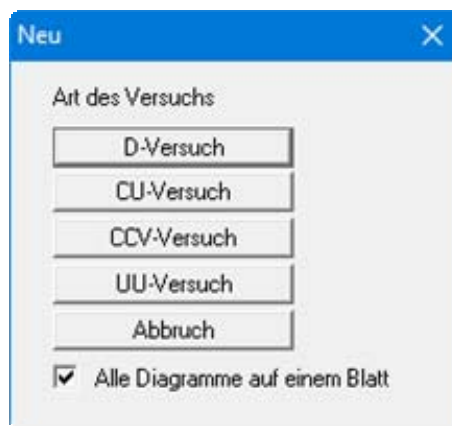 Neu
Art des Versuchs
D-Versuch
CU-Versuch
CCV-Versuch
UU-Versuch
Abbruch
Alle Diagramme auf einem Blatt